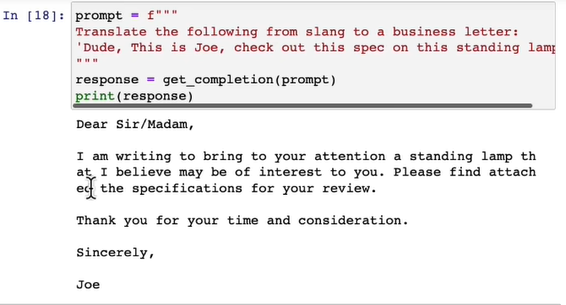 In [18]: prompt = f"""
Translate the following from slang to a business letter:
'Dude, This is Joe, check out this spec on this standing lamp
"""
response = get_completion(prompt)
print(response)
Dear Sir/Madam,
I am writing to bring to your attention a standing lamp th
at I believe may be of interest to you. Please find attach
ed the specifications for your review.
Thank you for your time and consideration.
Sincerely,
Joe